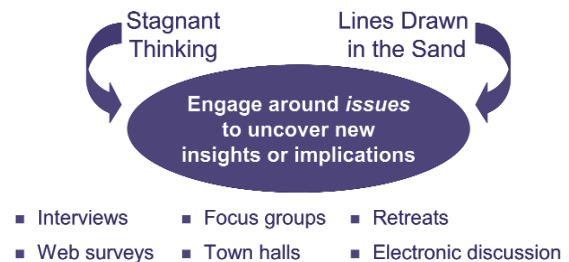 Stagnant
Thinking
Lines Drawn
in the Sand
Engage around issues
to uncover new
insights or implications
■ Interviews ■ Focus groups ■ Retreats
■ Web surveys ■ Town halls ■ Electronic discussion